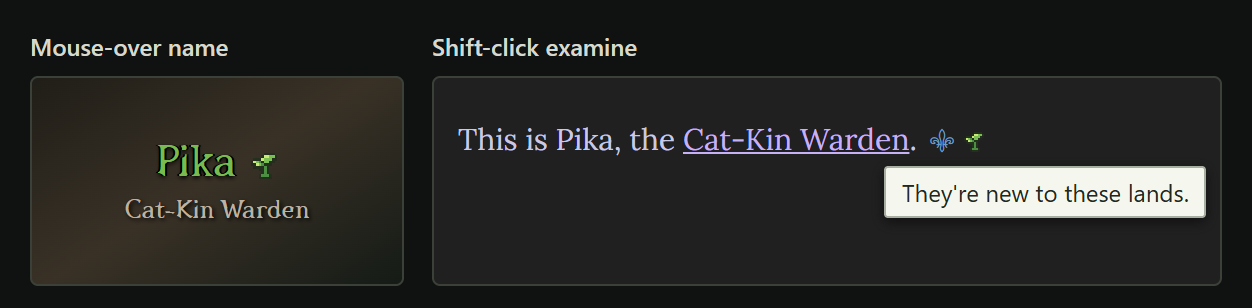 Mouse-over name
Pika
Cat-Kin Warden
Shift-click examine
This is Pika, the Cat-Kin Warden.
They're new to these lands.